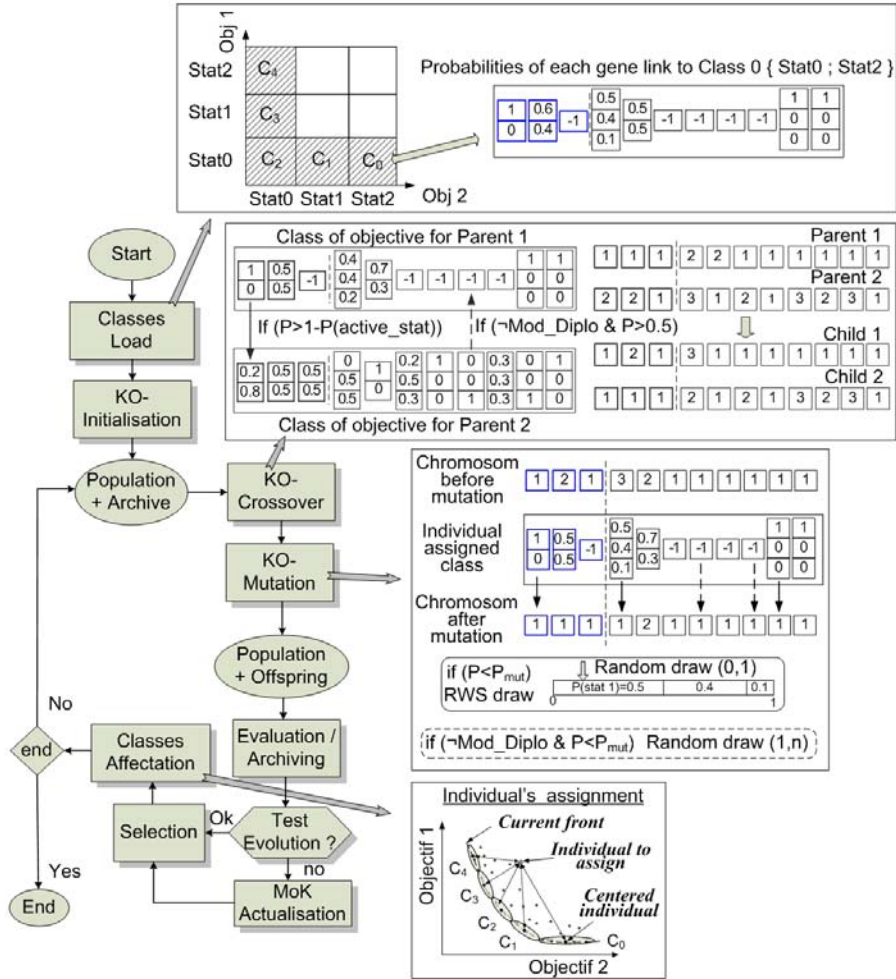 Obj 1
Stat2
Stat1
Stat0
C4
C3
C2 C1 C0
Stat0 Stat1 Stat2
Obj 2
Probabilities of each gene link to Class 0 { Stat0 ; Stat2 }
1 0.6 -1 0.5 0.5 -1 -1 -1 -1 1 1
0 0.4 0.4 0.5 0 0
0.1 0 0
Start
Classes
Load
KO-
Initialisation
Population
+ Archive
KO-
Crossover
KO-
Mutation
Population
+ Offspring
Evaluation /
Archiving
Test
Evolution ?
Ok
no
MoK
Actualisation
Selection
Classes
Affectation
end
No
Yes
End
Class of objective for Parent 1
1 0.5 -1 0.4 0.7 -1 -1 -1 -1 1 1
0 0.5 0.4 0.3 0 0
0.2 0 0
If (P>1-P(active_stat))
If (¬Mod_Diplo & P>0.5)
0.2 0.5 0.5 0 1 0.2 1 0 0.3 0 1
0.8 0.5 0.5 0.5 0 0.5 0 0 0.3 0 0
0.5 0.3 0 1 0.3 1 0
Class of objective for Parent 2
Parent 1
1 1 1 2 2 1 1 1 1 1 1
Parent 2
2 2 1 3 1 2 1 3 2 3 1
Child 1
1 2 1 3 1 1 1 1 1 1 1
Child 2
1 1 1 2 1 2 1 3 2 3 1
Chromosom
before
mutation
1 2 1 3 2 1 1 1 1 1 1
Individual
assigned
class
1 0.5 -1 0.5 0.7 -1 -1 -1 -1 1 1
0 0.5 0.4 0.3 0 0
0.1 0 0
Chromosom
after
mutation
1 1 1 1 2 1 1 1 1 1 1
if (P<Pmut)
RWS draw
Random draw (0,1)
P(stat 1)=0.5 0.4 0.1
0 1
if (¬Mod_Diplo & P<Pmut) Random draw (1,n)
Individual's assignment
Objectif 1
Current front
Individual to
assign
Centered
individual
C4
C3
C2
C1
C0
Objectif 2